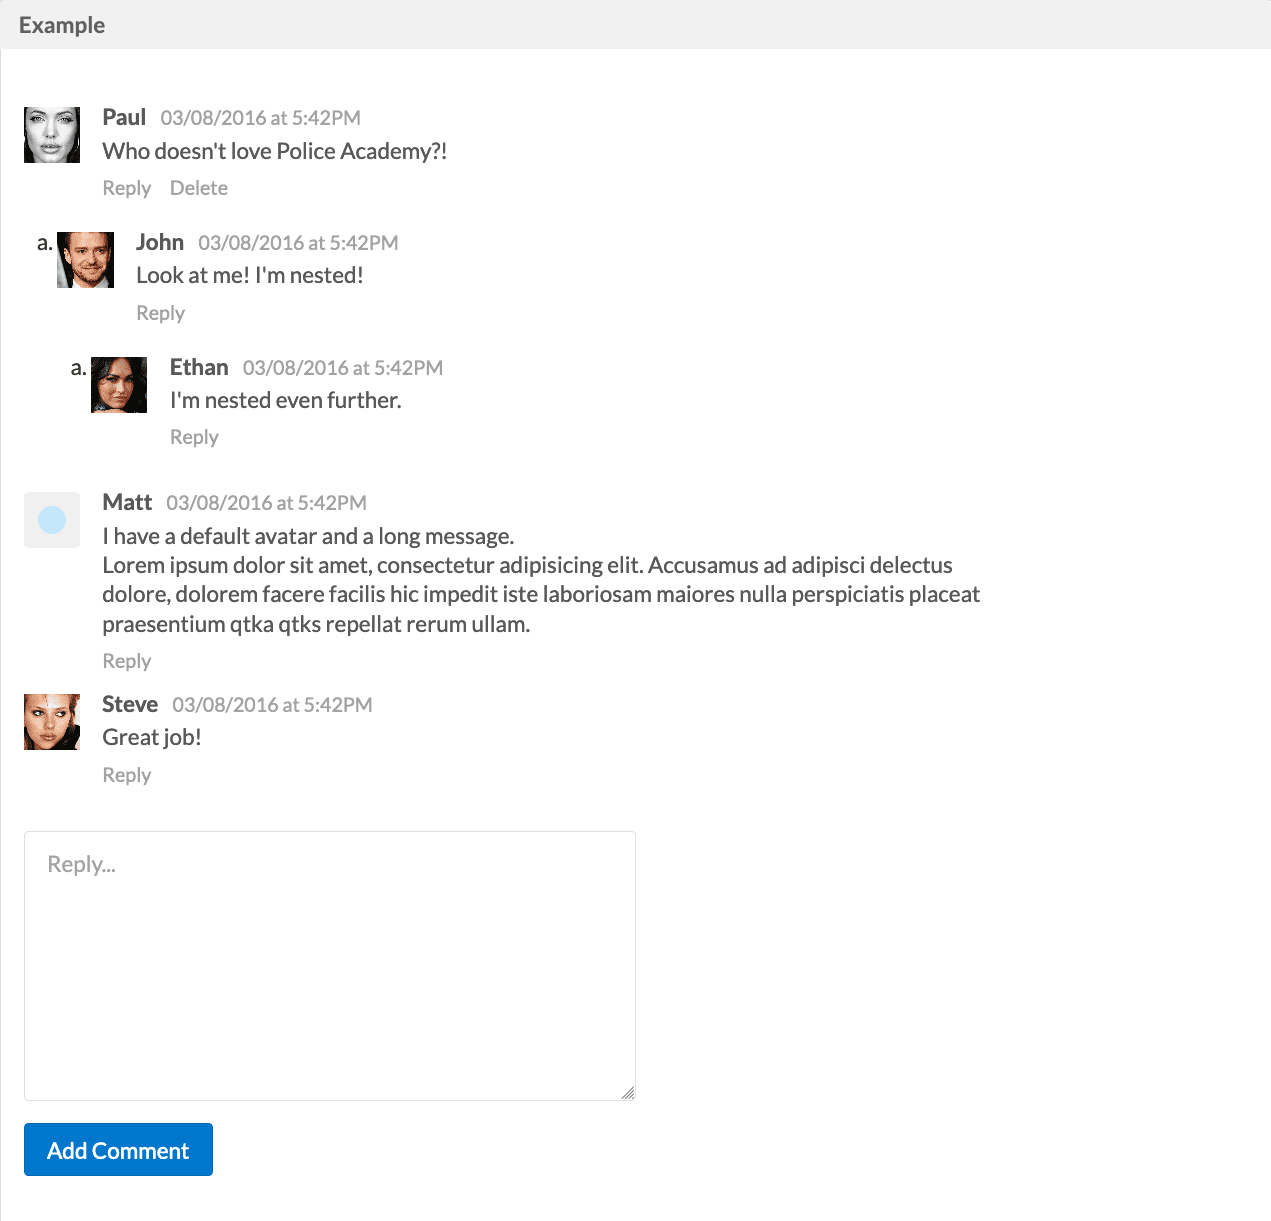 Example
Paul 03/08/2016 at 5:42PM
Who doesn't love Police Academy?!
Reply Delete
a. John 03/08/2016 at 5:42PM
Look at me! I'm nested!
Reply
a. Ethan 03/08/2016 at 5:42PM
I'm nested even further.
Reply
Matt 03/08/2016 at 5:42PM
I have a default avatar and a long message.
Lorem ipsum dolor sit amet, consectetur adipisicing elit. Accusamus ad adipisci delectus
dolore, dolorem facere facilis hic impedit iste laboriosam maiores nulla perspiciatis placeat
praesentium qtka qtks repellat rerum ullam.
Reply
Steve 03/08/2016 at 5:42PM
Great job!
Reply
Reply...
Add Comment